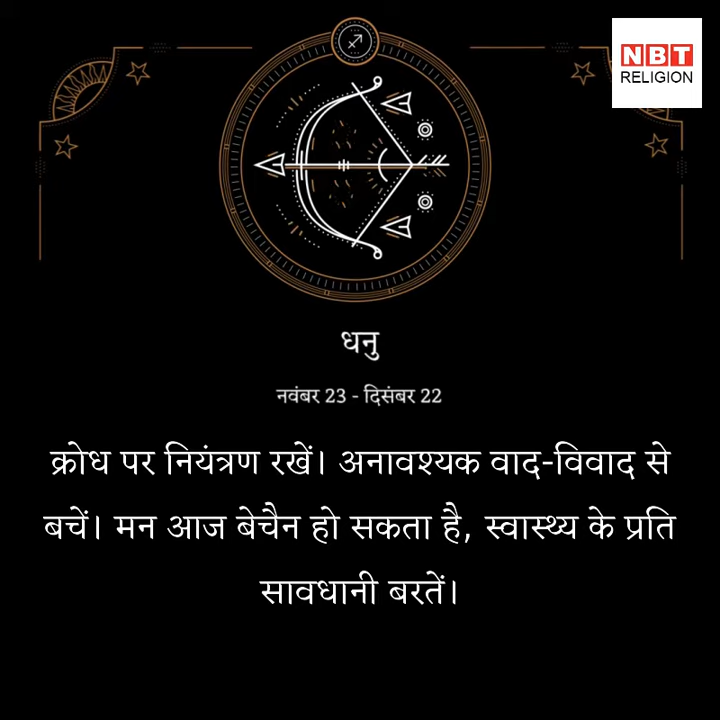 NBT
RELIGION
धनु
नवंबर 23 - दिसंबर 22
क्रोध पर नियंत्रण रखें। अनावश्यक वाद-विवाद से
बचें। मन आज बेचैन हो सकता है, स्वास्थ्य के प्रति
सावधानी बरतें।